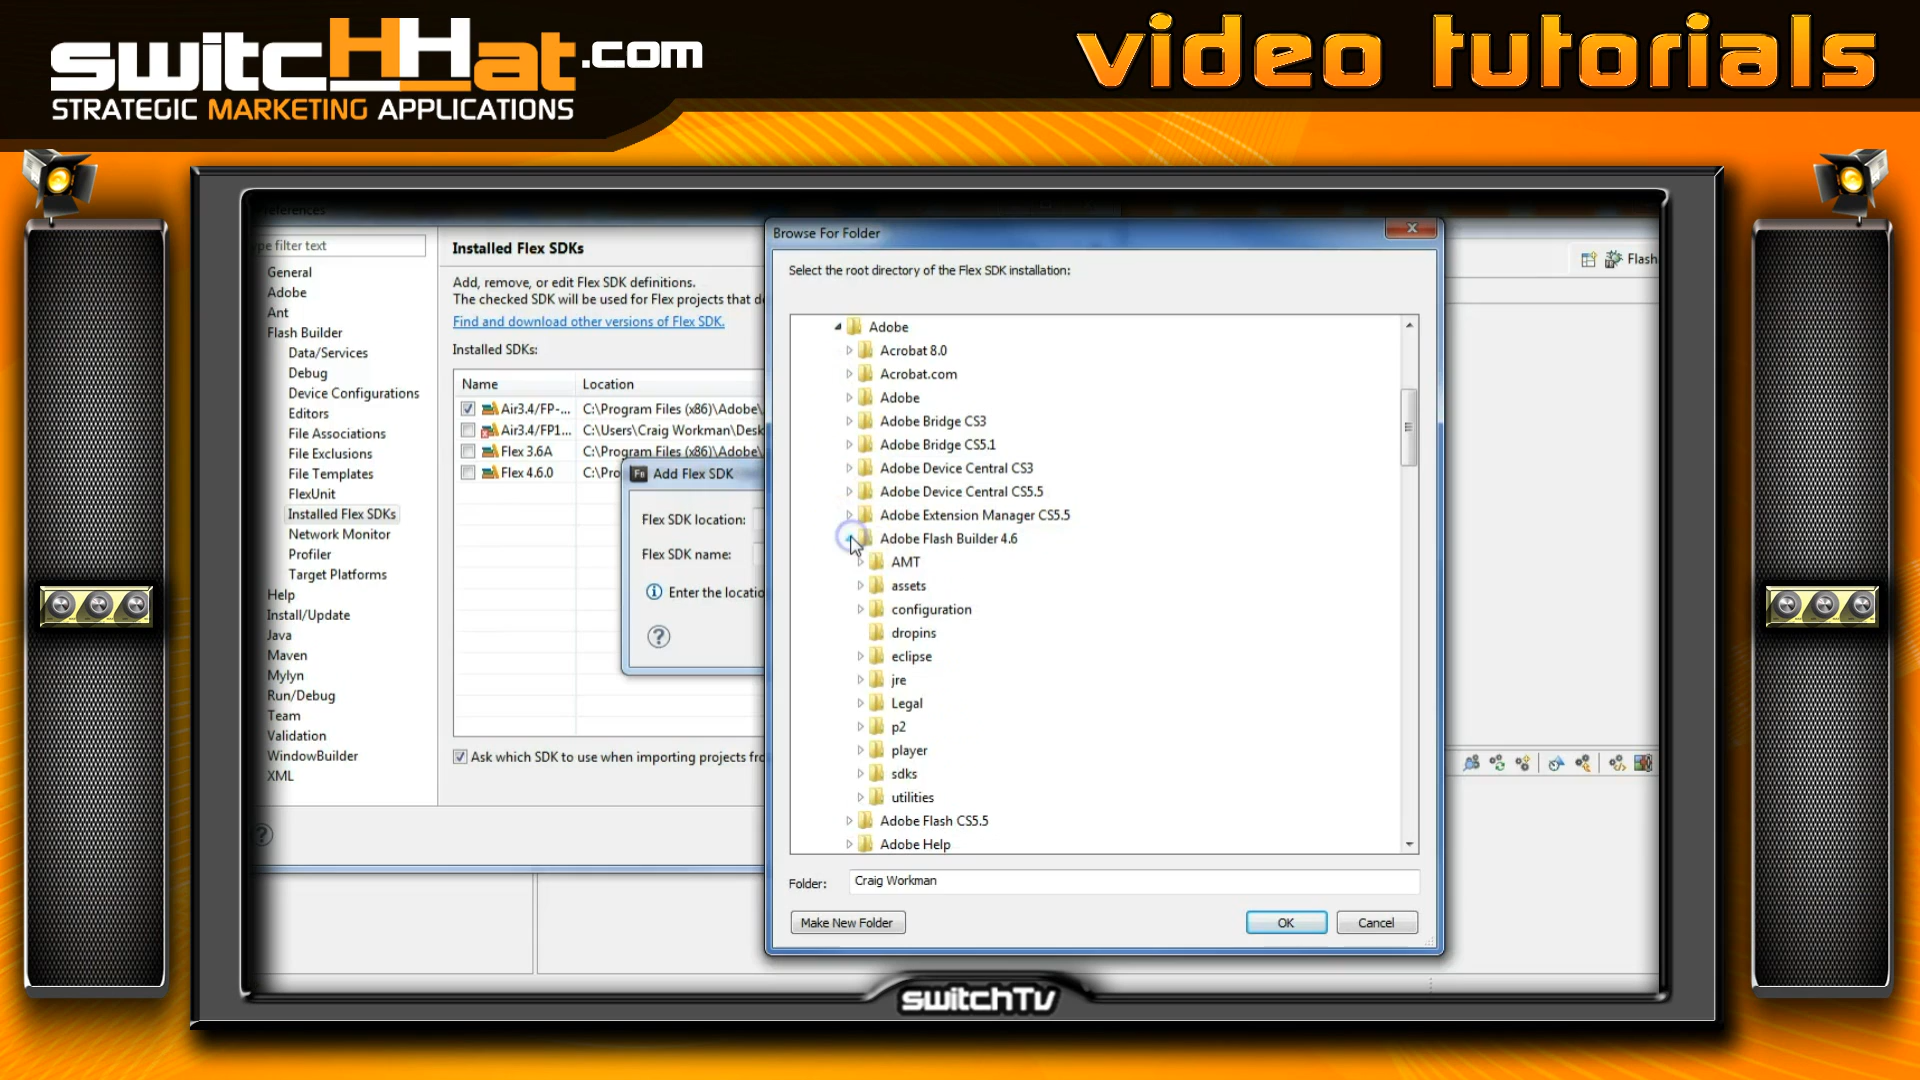 switcHHat.com
STRATEGIC MARKETING APPLICATIONS
video tutorials
type filter text
General
Adobe
Ant
Flash Builder
Data/Services
Debug
Device Configurations
Editors
File Associations
File Exclusions
File Templates
FlexUnit
Installed Flex SDKs
Network Monitor
Profiler
Target Platforms
Help
Install/Update
Java
Maven
Mylyn
Run/Debug
Team
Validation
WindowBuilder
XML
Installed Flex SDKs
Add, remove, or edit Flex SDK definitions.
The checked SDK will be used for Flex projects that d
Find and download other versions of Flex SDK.
Installed SDKs:
Name Location
Air3.4/FP-... C:\Program Files (x86)\Adobe\
Air3.4/FP1... C:\Users\Craig Workman\Desk
Flex 3.6A C:\Program Files (x86)\Adobe\
Flex 4.6.0 C:\Pro
Ask which SDK to use when importing projects fro
Fb Add Flex SDK
Flex SDK location:
Flex SDK name:
Enter the locatio
Browse For Folder
Select the root directory of the Flex SDK installation:
Adobe
Acrobat 8.0
Acrobat.com
Adobe
Adobe Bridge CS3
Adobe Bridge CS5.1
Adobe Device Central CS3
Adobe Device Central CS5.5
Adobe Extension Manager CS5.5
Adobe Flash Builder 4.6
AMT
assets
configuration
dropins
eclipse
jre
Legal
p2
player
sdks
utilities
Adobe Flash CS5.5
Adobe Help
Folder: Craig Workman
Make New Folder OK Cancel
Flash
switchTv